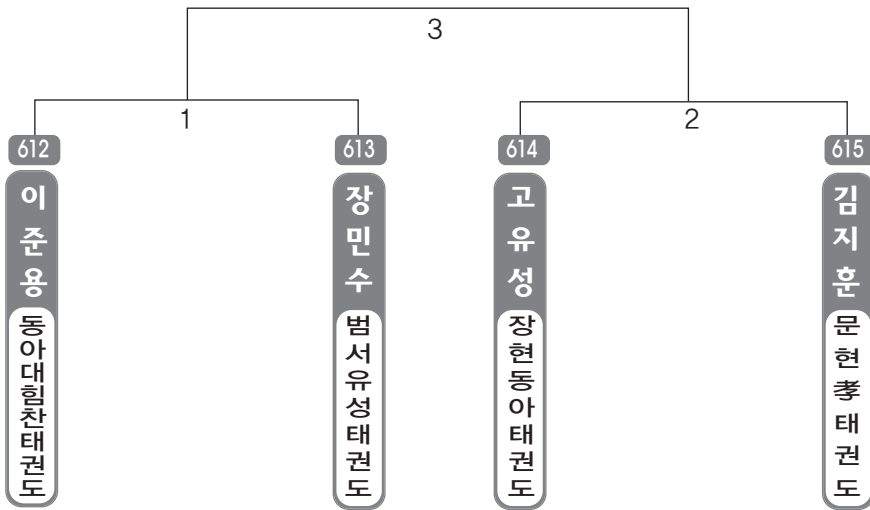 3
1
2
612
613
614
615
이준용
장민수
고유성
김지훈
동아대힘찬태권도
범서유성태권도
장현동아태권도
문현孝태권도